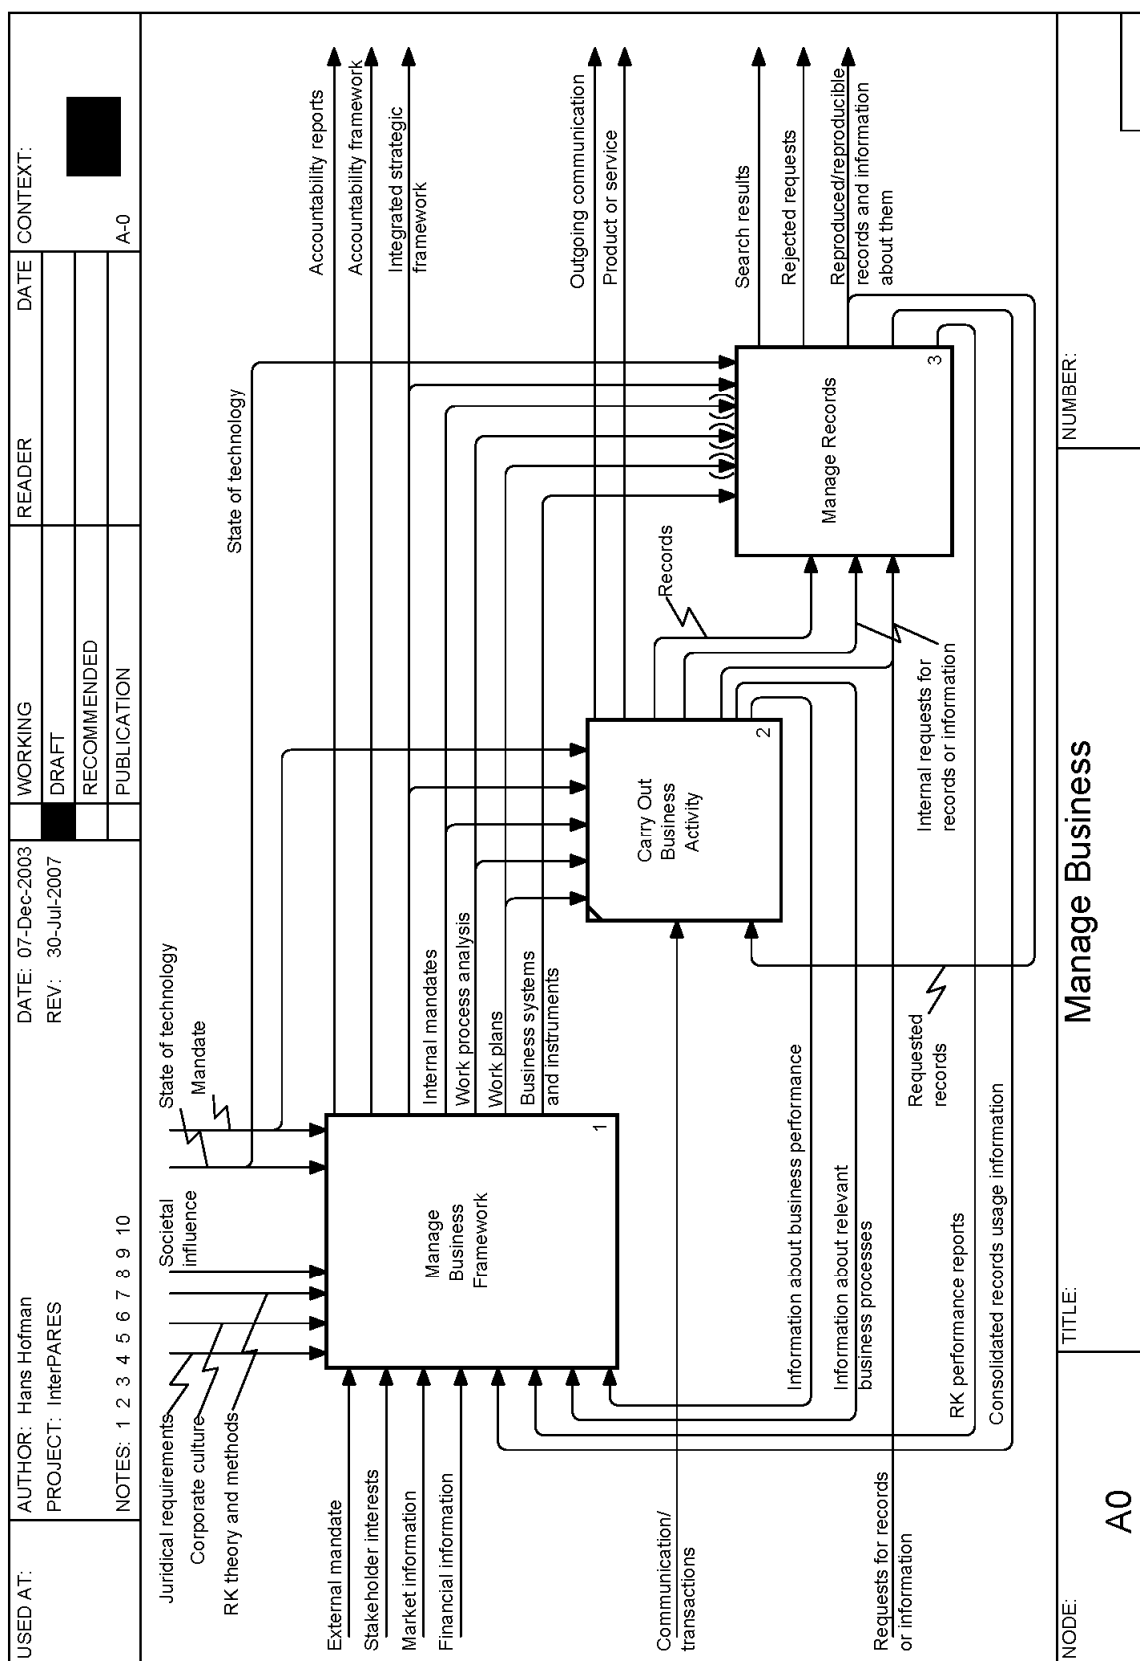 USED AT:
AUTHOR: Hans Hofman
PROJECT: InterPARES
NOTES: 1 2 3 4 5 6 7 8 9 10
DATE: 07-Dec-2003
REV: 30-Jul-2007
WORKING
DRAFT
RECOMMENDED
PUBLICATION
READER
DATE
CONTEXT:
A-0
Juridical requirements
Corporate culture
RK theory and methods
Societal
influence
State of technology
Mandate
State of technology
Accountability reports
Accountability framework
Integrated strategic
framework
External mandate
Stakeholder interests
Market information
Financial information
Manage
Business
Framework
1
Internal mandates
Work process analysis
Work plans
Business systems
and instruments
Outgoing communication
Product or service
Communication/
transactions
Carry Out
Business
Activity
2
Records
Search results
Rejected requests
Reproduced/reproducible
records and information
about them
Manage Records
3
Information about business performance
Information about relevant
business processes
Requests for records
or information
Internal requests for
records or information
Requested
records
RK performance reports
Consolidated records usage information
NODE:
A0
TITLE:
Manage Business
NUMBER: